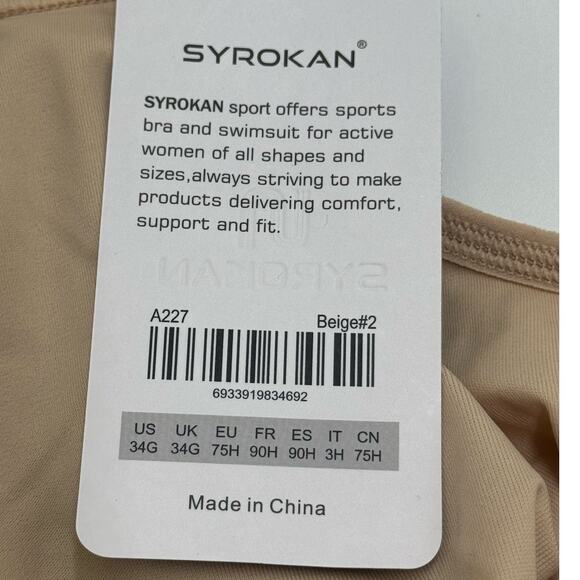 SYROKAN®
SYROKAN sport offers sports
bra and swimsuit for active
women of all shapes and
sizes,always striving to make
products delivering comfort,
support and fit.
SYROKAN
A227 Beige#2
6933919834692
US UK EU FR ES IT CN
34G 34G 75H 90H 90H 3H 75H
Made in China